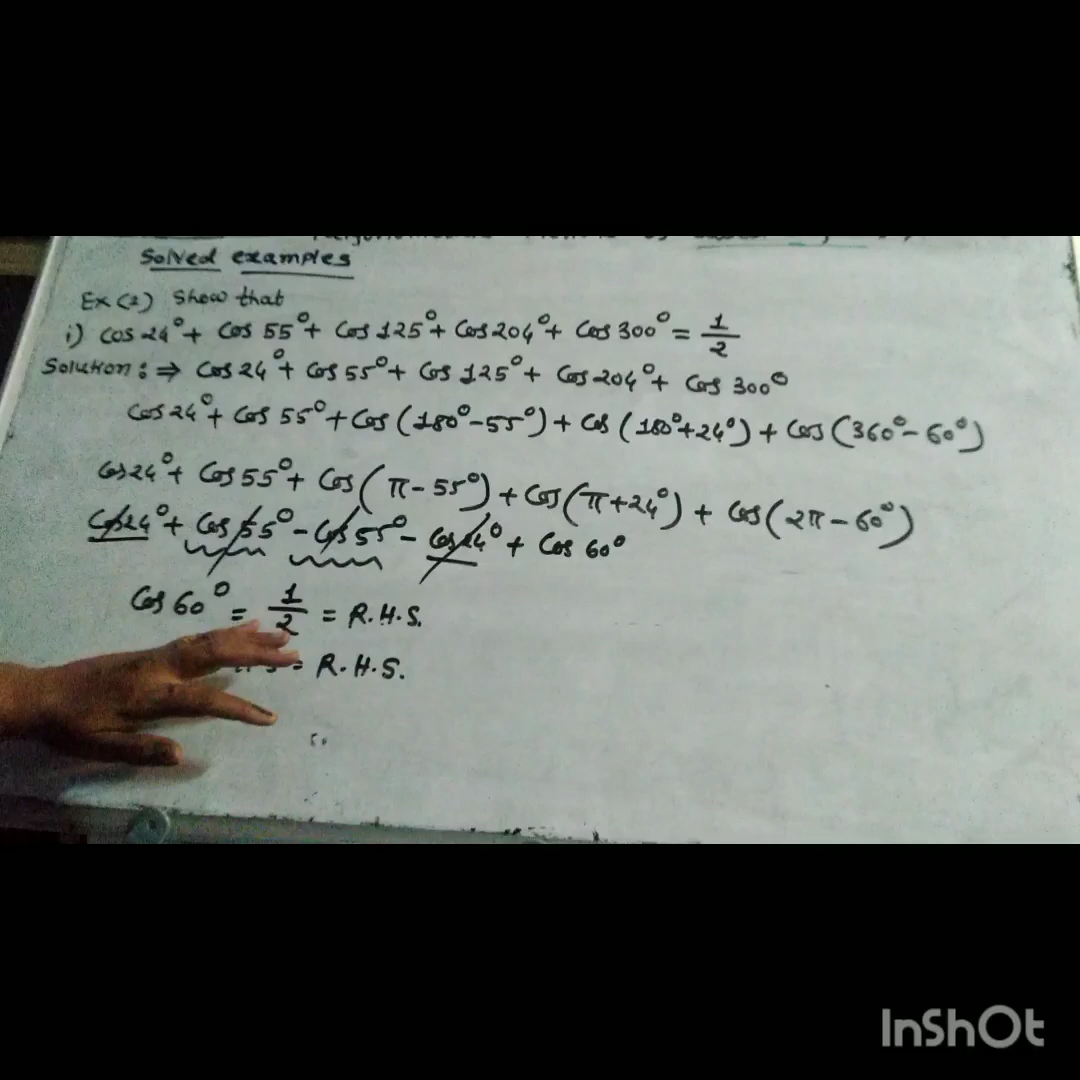 Solved examples
Ex (2) Show that
i) cos 24° + cos 55° + cos 125° + cos 204° + cos 300° = 1/2
Solution : ⇒ cos 24° + cos 55° + cos 125° + cos 204° + cos 300°
cos 24° + cos 55° + cos (180° - 55°) + cos (180° + 24°) + cos (360° - 60°)
cos 24° + cos 55° + cos (π - 55°) + cos (π + 24°) + cos (2π - 60°)
cos 24° + cos 55° - cos 55° - cos 24° + cos 60°
cos 60° = 1/2 = R.H.S.
= R.H.S.
InShOt